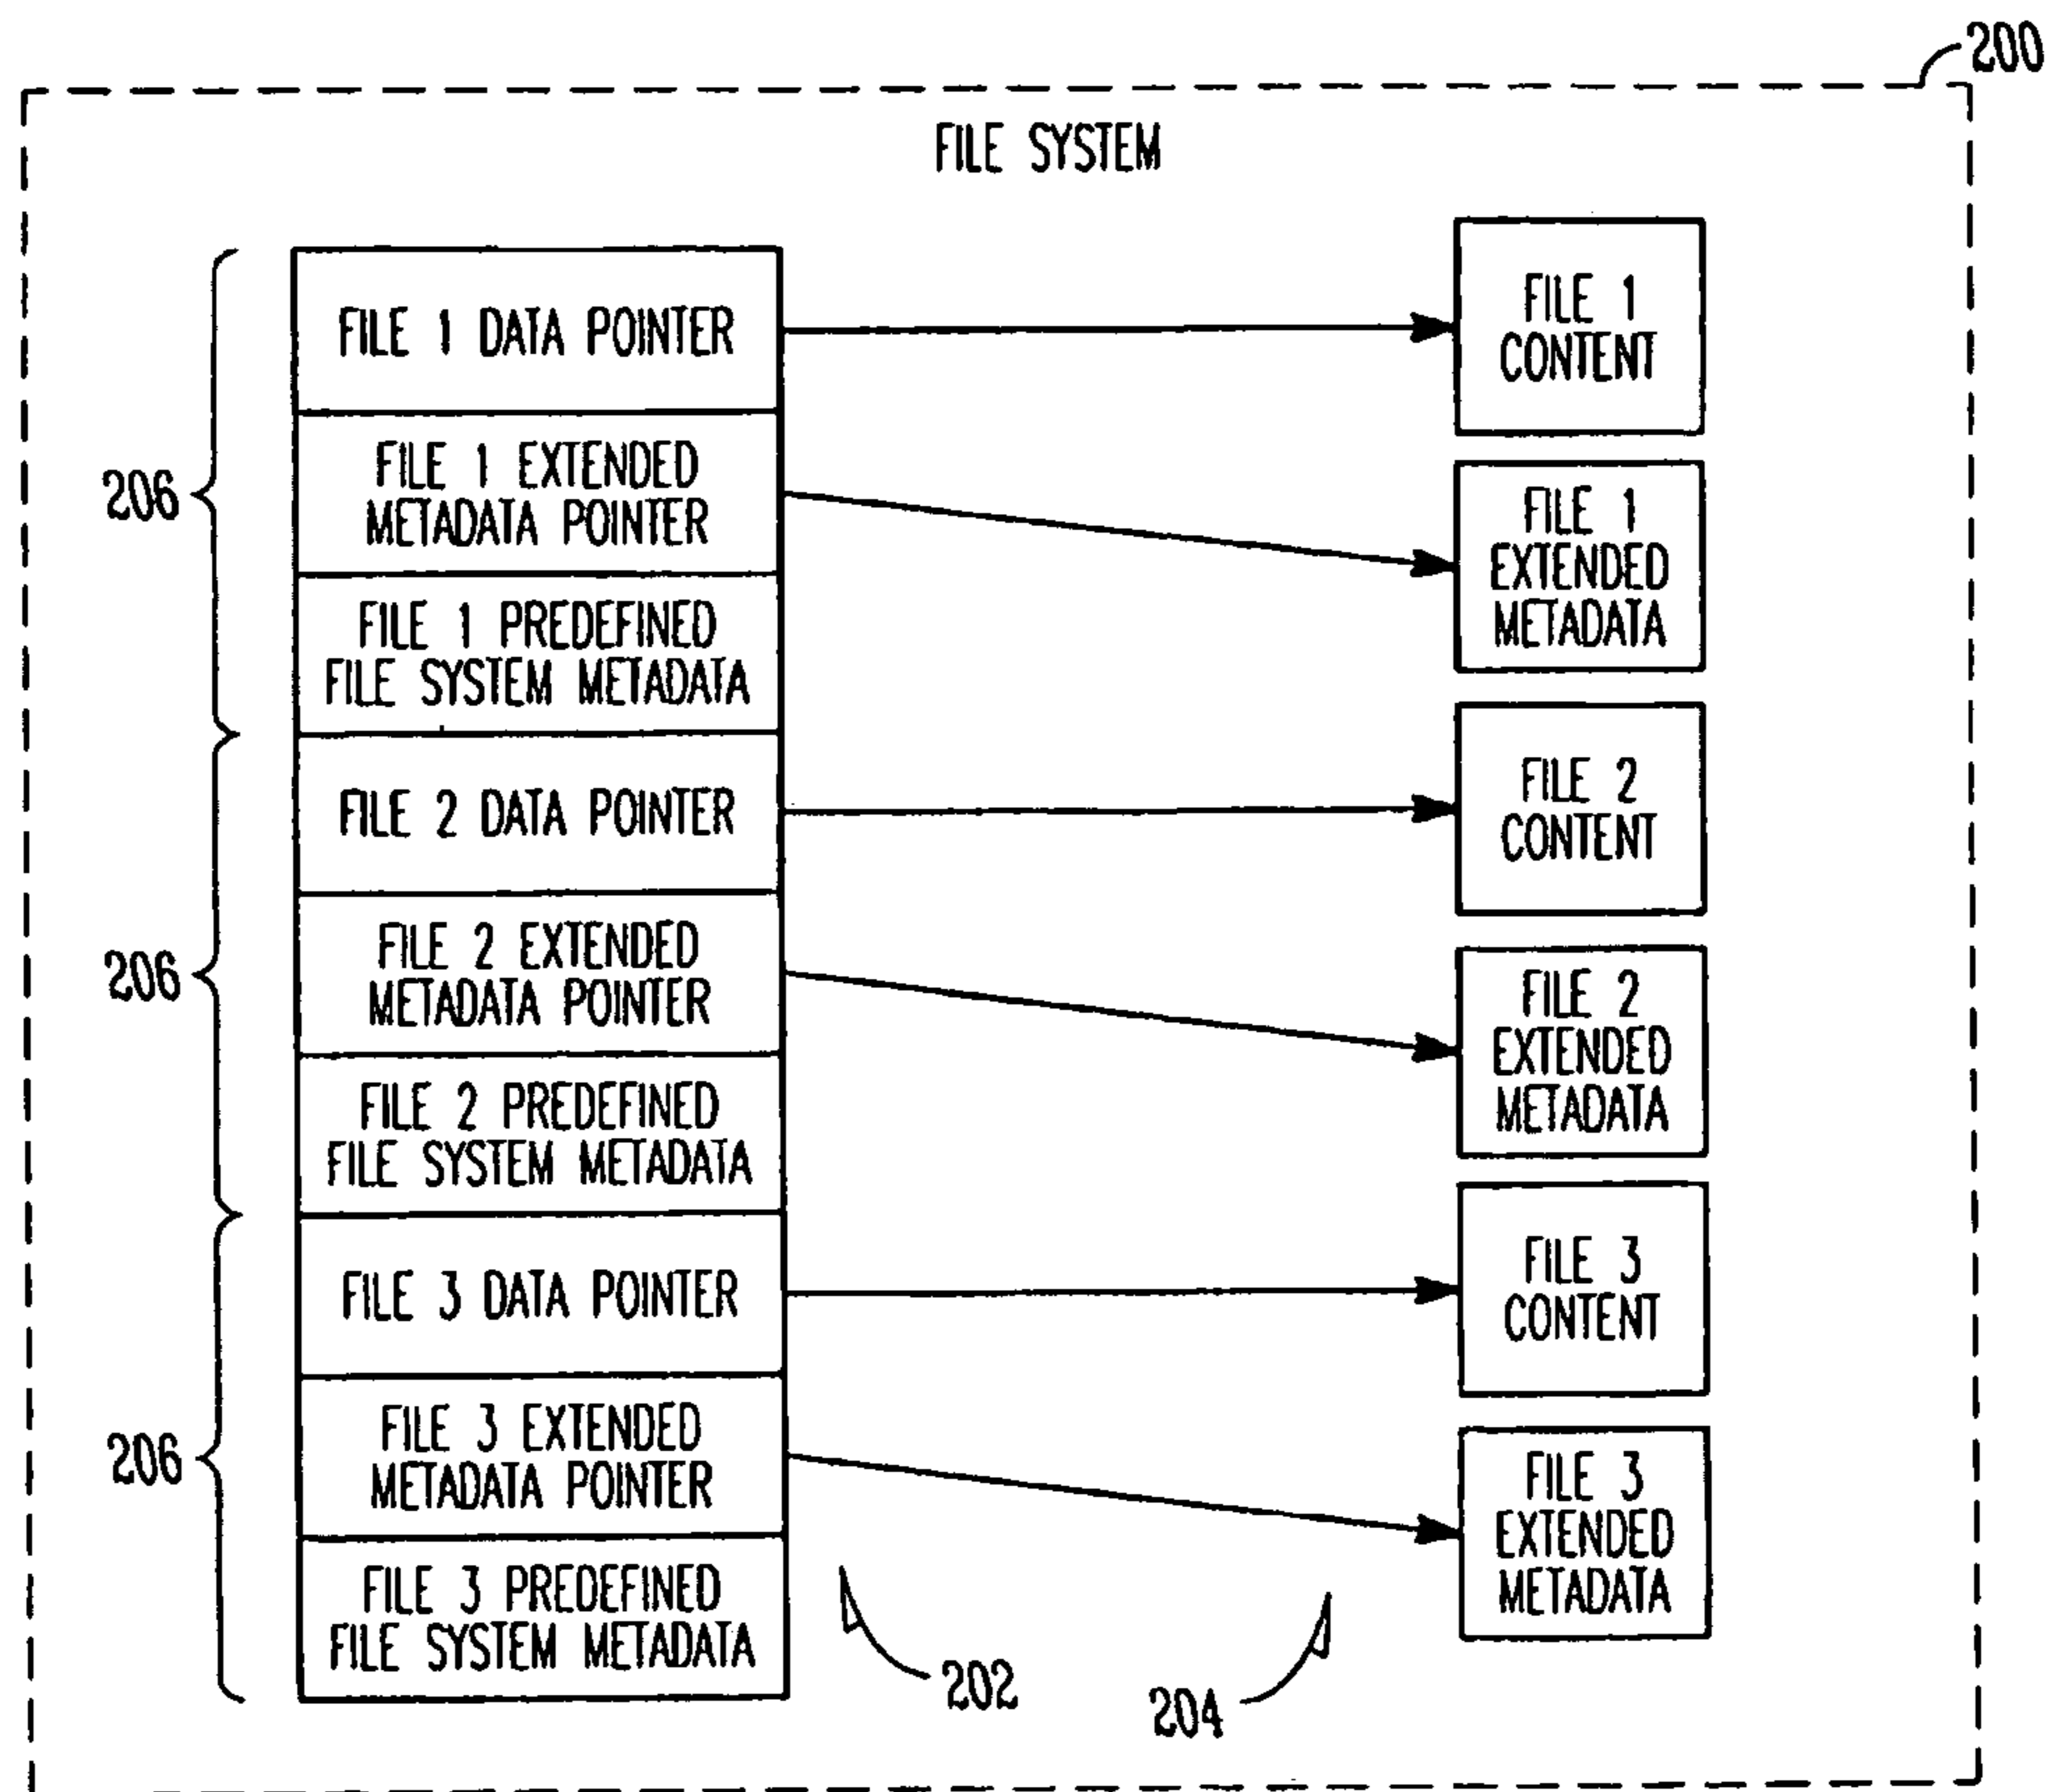 200
FILE SYSTEM
FILE 1 DATA POINTER
FILE 1 EXTENDED
METADATA POINTER
FILE 1 PREDEFINED
FILE SYSTEM METADATA
206
FILE 2 DATA POINTER
FILE 2 EXTENDED
METADATA POINTER
FILE 2 PREDEFINED
FILE SYSTEM METADATA
206
FILE 3 DATA POINTER
FILE 3 EXTENDED
METADATA POINTER
FILE 3 PREDEFINED
FILE SYSTEM METADATA
206
FILE 1
CONTENT
FILE 1
EXTENDED
METADATA
FILE 2
CONTENT
FILE 2
EXTENDED
METADATA
FILE 3
CONTENT
FILE 3
EXTENDED
METADATA
202
204